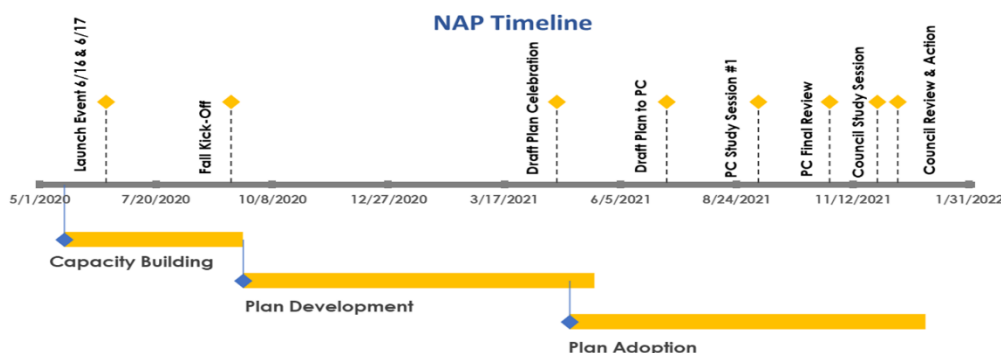 NAP Timeline
Launch Event 6/16 & 6/17
Fall Kick-Off
Draft Plan Celebration
Draft Plan to PC
PC Study Session #1
PC Final Review
Council Study Session
Council Review & Action
5/1/2020
7/20/2020
10/8/2020
12/27/2020
3/17/2021
6/5/2021
8/24/2021
11/12/2021
1/31/2022
Capacity Building
Plan Development
Plan Adoption